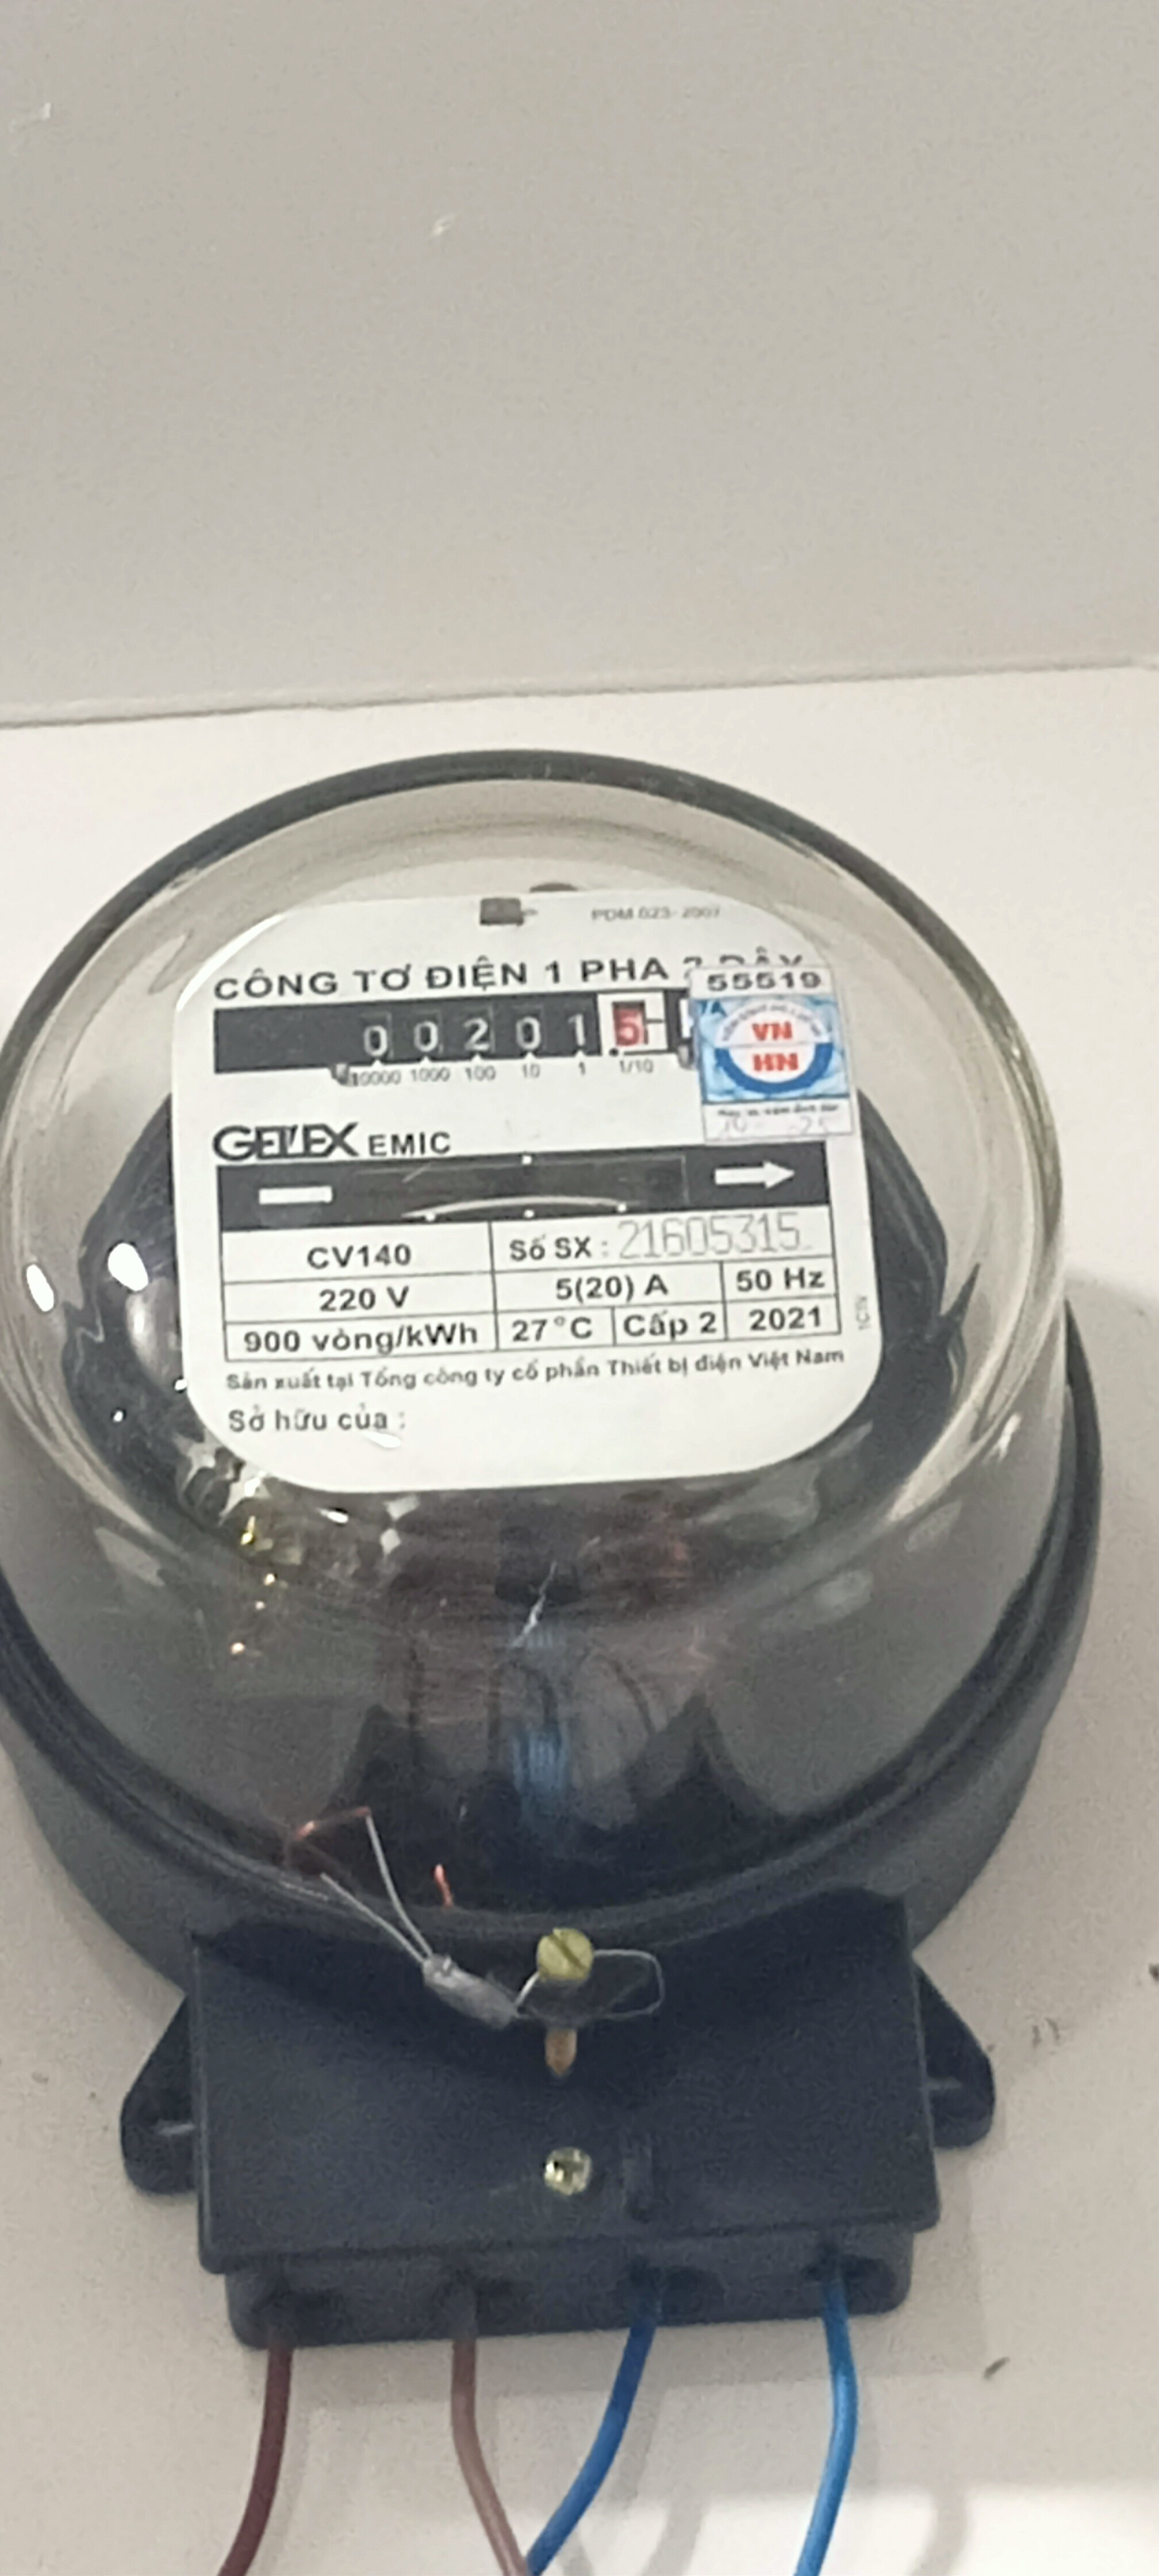 PDM 023-2007
CÔNG TƠ ĐIỆN 1 PHA 2 DÂY
55519
0 0 2 0 1 5
10000 1000 100 10 1 1/10
VN
HN
GELEX EMIC
CV140 Số SX : 21605315
220 V 5(20) A 50 Hz
900 vòng/kWh 27°C Cấp 2 2021
Sản xuất tại Tổng công ty cổ phần Thiết bị điện Việt Nam
Sở hữu của :